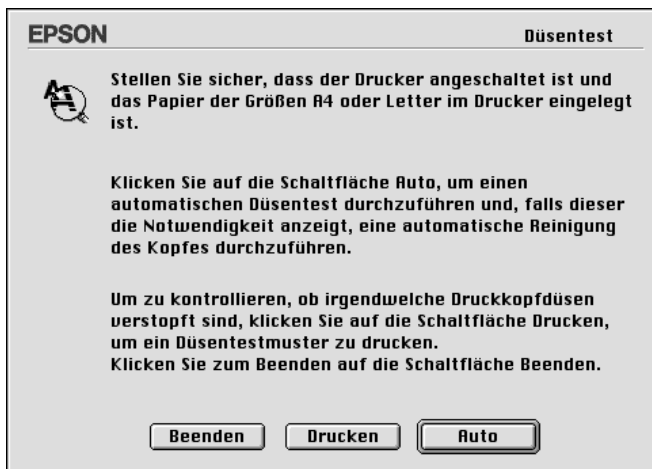 EPSON
Düsentest
Stellen Sie sicher, dass der Drucker angeschaltet ist und
das Papier der Größen A4 oder Letter im Drucker eingelegt
ist.
Klicken Sie auf die Schaltfläche Auto, um einen
automatischen Düsentest durchzuführen und, falls dieser
die Notwendigkeit anzeigt, eine automatische Reinigung
des Kopfes durchzuführen.
Um zu kontrollieren, ob irgendwelche Druckkopfdüsen
verstopft sind, klicken Sie auf die Schaltfläche Drucken,
um ein Düsentestmuster zu drucken.
Klicken Sie zum Beenden auf die Schaltfläche Beenden.
Beenden Drucken Auto